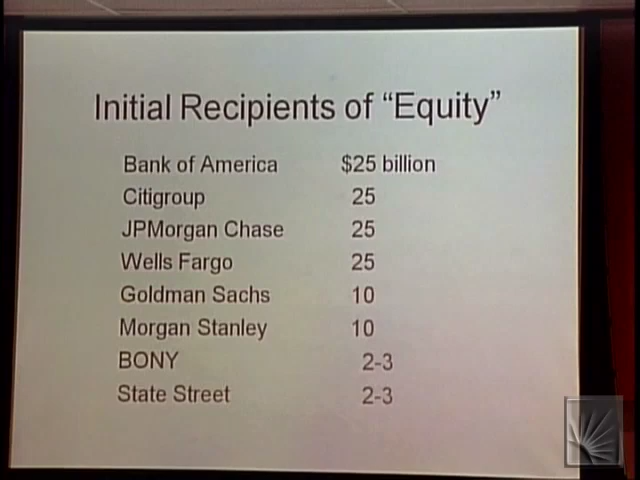 Initial Recipients of “Equity”
Bank of America $25 billion
Citigroup 25
JPMorgan Chase 25
Wells Fargo 25
Goldman Sachs 10
Morgan Stanley 10
BONY 2-3
State Street 2-3